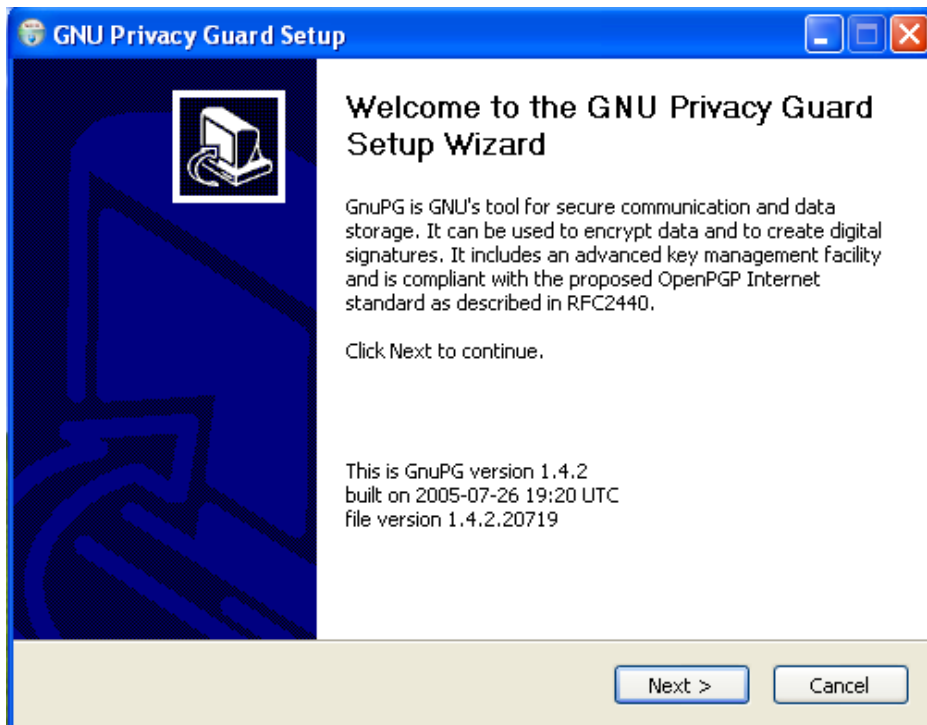 GNU Privacy Guard Setup
Welcome to the GNU Privacy Guard
Setup Wizard
GnuPG is GNU's tool for secure communication and data
storage. It can be used to encrypt data and to create digital
signatures. It includes an advanced key management facility
and is compliant with the proposed OpenPGP Internet
standard as described in RFC2440.
Click Next to continue.
This is GnuPG version 1.4.2
built on 2005-07-26 19:20 UTC
file version 1.4.2.20719
Next >
Cancel